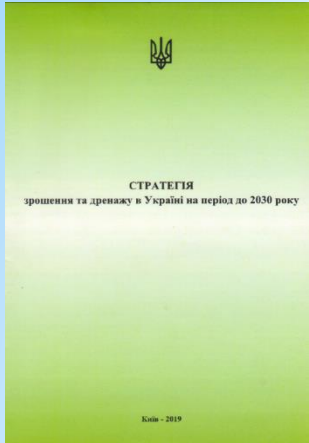 СТРАТЕГІЯ
зрошення та дренажу в Україні на період до 2030 року
Київ - 2019